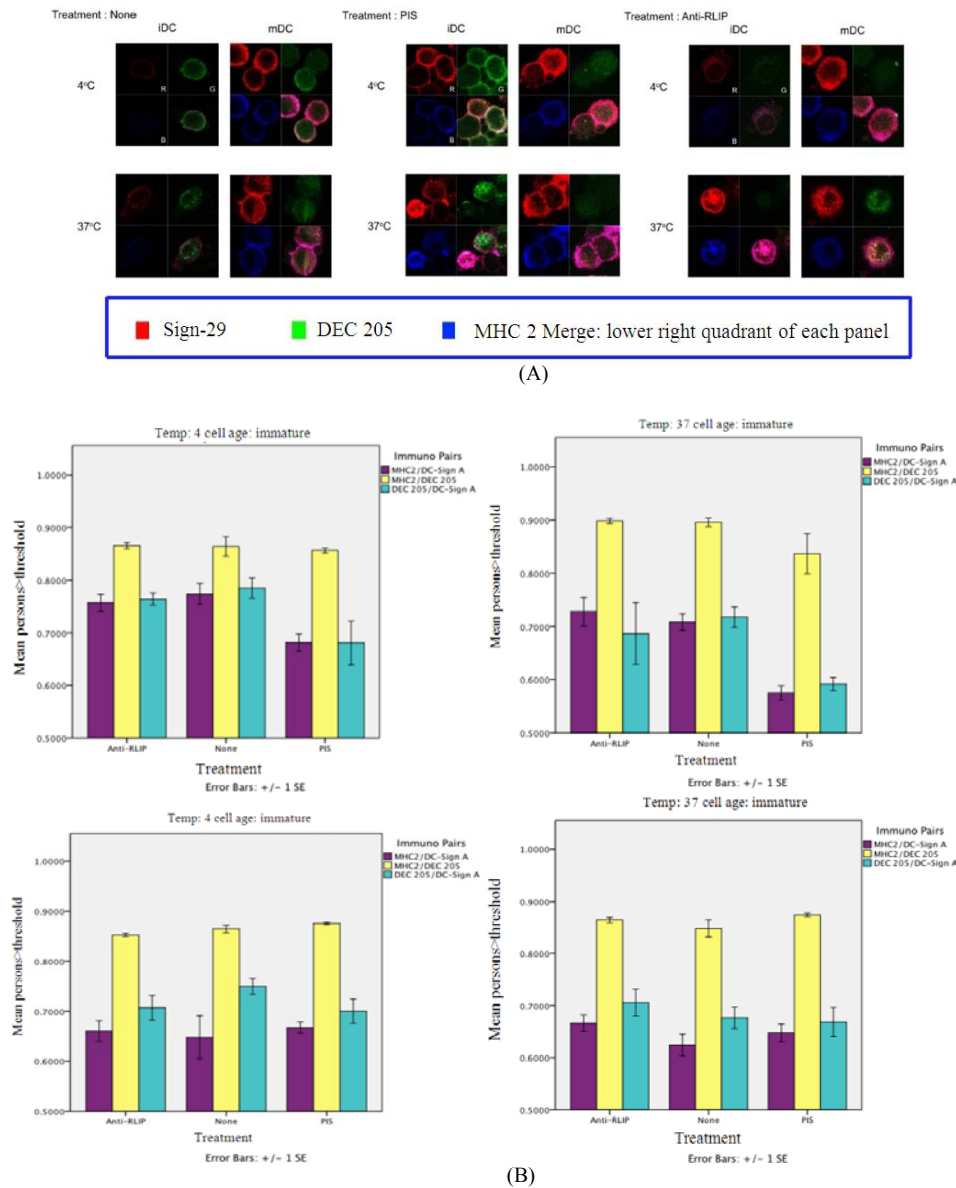 Treatment : None
Treatment : PIS
Treatment : Anti-RLIP
iDC mDC
iDC mDC
iDC mDC
4°C
R G
B
4°C
R G
B
4°C
R G
B
37°C
37°C
37°C
Sign-29 DEC 205 MHC 2 Merge: lower right quadrant of each panel
(A)
Temp: 4 cell age: immature
Immuno Pairs
MHC2/DC-Sign A
MHC2/DEC 205
DEC 205/DC-Sign A
Mean persons>threshold
1.0000
0.9000
0.8000
0.7000
0.6000
0.5000
Anti-RLIP None PIS
Treatment
Error Bars: +/- 1 SE
Temp: 37 cell age: immature
Immuno Pairs
MHC2/DC-Sign A
MHC2/DEC 205
DEC 205/DC-Sign A
Mean persons>threshold
1.0000
0.9000
0.8000
0.7000
0.6000
0.5000
Anti-RLIP None PIS
Treatment
Error Bars: +/- 1 SE
Temp: 4 cell age: immature
Immuno Pairs
MHC2/DC-Sign A
MHC2/DEC 205
DEC 205/DC-Sign A
Mean persons>threshold
1.0000
0.9000
0.8000
0.7000
0.6000
0.5000
Anti-RLIP None PIS
Treatment
Error Bars: +/- 1 SE
Temp: 37 cell age: immature
Immuno Pairs
MHC2/DC-Sign A
MHC2/DEC 205
DEC 205/DC-Sign A
Mean persons>threshold
1.0000
0.9000
0.8000
0.7000
0.6000
0.5000
Anti-RLIP None PIS
Treatment
Error Bars: +/- 1 SE
(B)